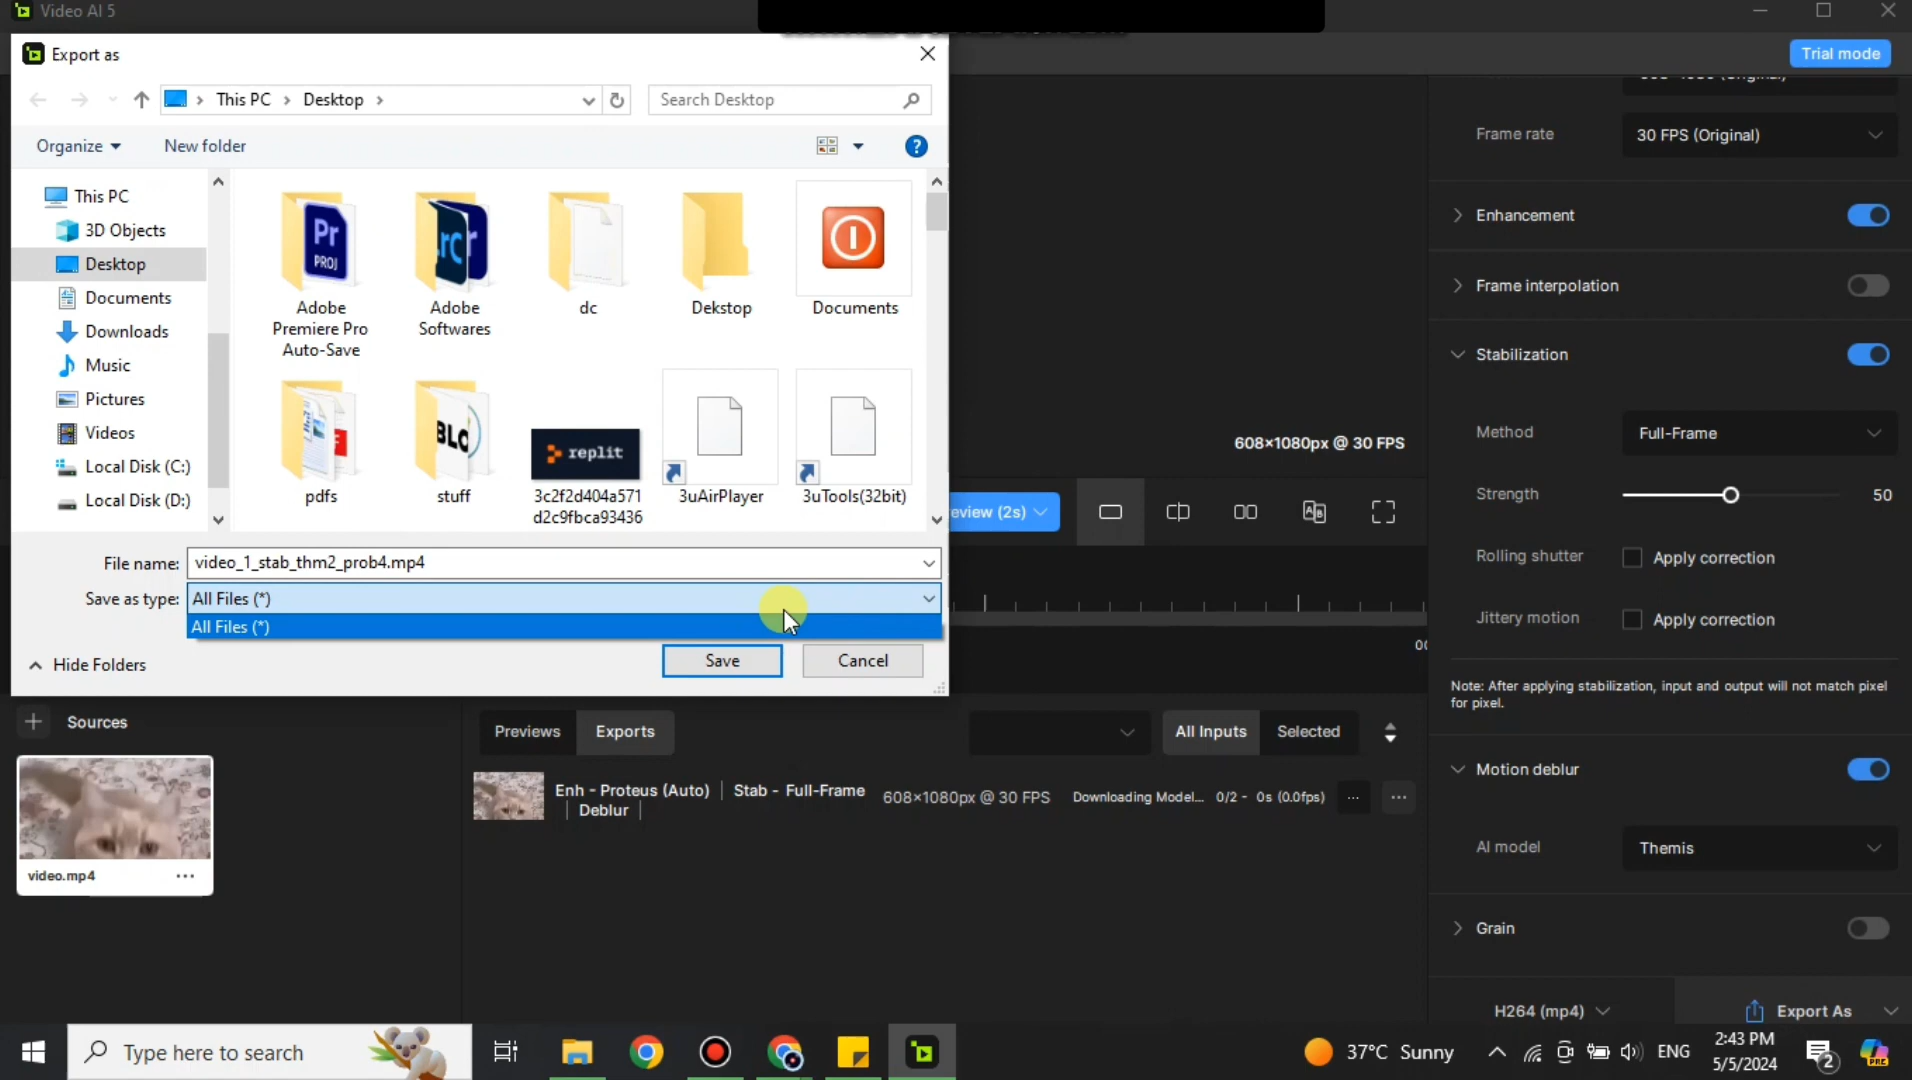 Video AI 5
Export as
Trial mode
This PC
Desktop
Search Desktop
Frame rate
30 FPS (Original)
Organize
New folder
Enhancement
Frame interpolation
Stabilization
Method
Full-Frame
Strength
50
Rolling shutter
Apply correction
Jittery motion
Apply correction
Note: After applying stabilization, input and output will not match pixel
for pixel.
Motion deblur
AI model
Themis
Grain
H264 (mp4)
Export As
This PC
3D Objects
Desktop
Documents
Downloads
Music
Pictures
Videos
Local Disk (C:)
Local Disk (D:)
Pr
PROJ
Adobe
Premiere Pro
Auto-Save
Adobe
Softwares
dc
Dekstop
Documents
pdfs
BLO
stuff
replit
3c2f2d404a571
d2c9fbca93436
3uAirPlayer
3uTools(32bit)
608×1080px @ 30 FPS
eview (2s)
File name:
video_1_stab_thm2_prob4.mp4
Save as type:
All Files (*)
All Files (*)
Hide Folders
Save
Cancel
Sources
video.mp4
Previews
Exports
All Inputs
Selected
Enh - Proteus (Auto)
Stab - Full-Frame
Deblur
608×1080px @ 30 FPS
Downloading Model... 0/2 - 0s (0.0fps)
Type here to search
37°C Sunny
ENG
2:43 PM
5/5/2024
2